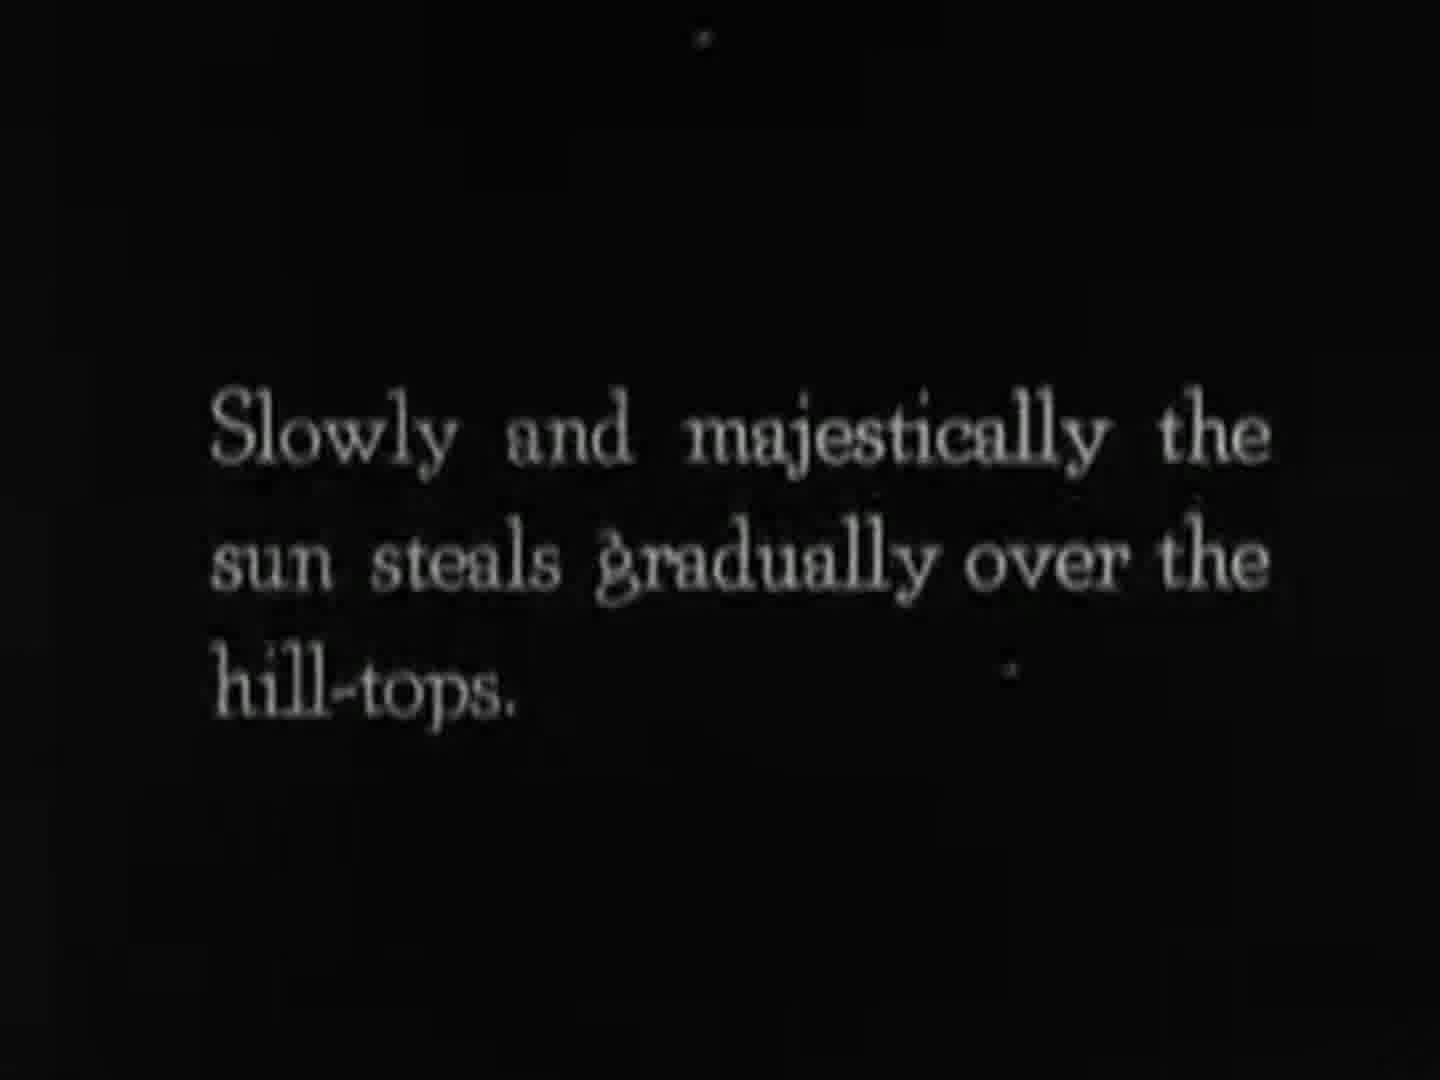 Slowly and majestically the
sun steals gradually over the
hill-tops.